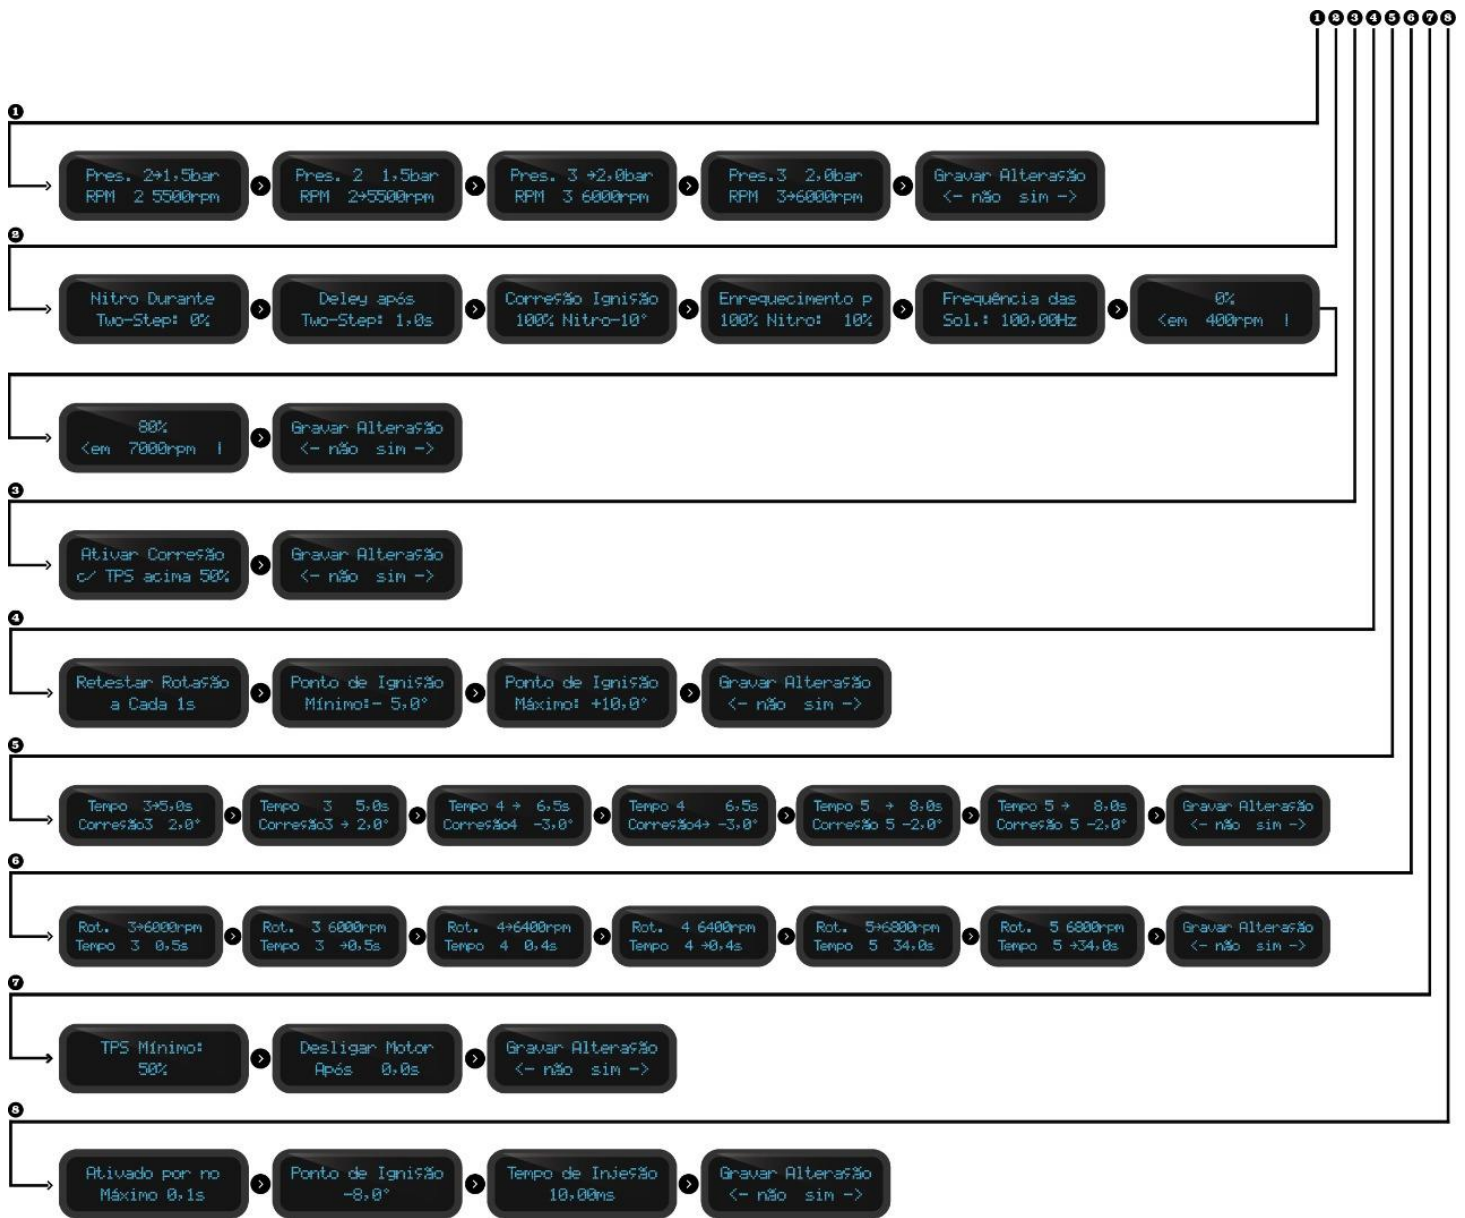 1 2 3 4 5 6 7 8
1
Pres. 2→1,5bar
RPM 2 5500rpm
Pres. 2 1,5bar
RPM 2→5500rpm
Pres. 3 →2,0bar
RPM 3 6000rpm
Pres.3 2,0bar
RPM 3→6000rpm
Gravar Alteração
<- não sim ->
2
Nitro Durante
Two-Step: 0%
Deley após
Two-Step: 1,0s
Correção Ignição
100% Nitro-10°
Enrequecimento p
100% Nitro: 10%
Frequência das
Sol.: 100,00Hz
0%
<em 400rpm |
80%
<em 7000rpm |
Gravar Alteração
<- não sim ->
3
Ativar Correção
c/ TPS acima 50%
Gravar Alteração
<- não sim ->
4
Retestar Rotação
a Cada 1s
Ponto de Ignição
Mínimo:- 5,0°
Ponto de Ignição
Máximo: +10,0°
Gravar Alteração
<- não sim ->
5
Tempo 3→5,0s
Correção3 2,0°
Tempo 3 5,0s
Correção3 → 2,0°
Tempo 4 → 6,5s
Correção4 -3,0°
Tempo 4 6,5s
Correção4→ -3,0°
Tempo 5 → 8,0s
Correção 5 -2,0°
Tempo 5 → 8,0s
Correção 5 -2,0°
Gravar Alteração
<- não sim ->
6
Rot. 3→6000rpm
Tempo 3 0,5s
Rot. 3 6000rpm
Tempo 3 →0,5s
Rot. 4→6400rpm
Tempo 4 0,4s
Rot. 4 6400rpm
Tempo 4 →0,4s
Rot. 5→6800rpm
Tempo 5 34,0s
Rot. 5 6800rpm
Tempo 5 →34,0s
Gravar Alteração
<- não sim ->
7
TPS Mínimo:
50%
Desligar Motor
Após 0,0s
Gravar Alteração
<- não sim ->
8
Ativado por no
Máximo 0,1s
Ponto de Ignição
-8,0°
Tempo de Injeção
10,00ms
Gravar Alteração
<- não sim ->